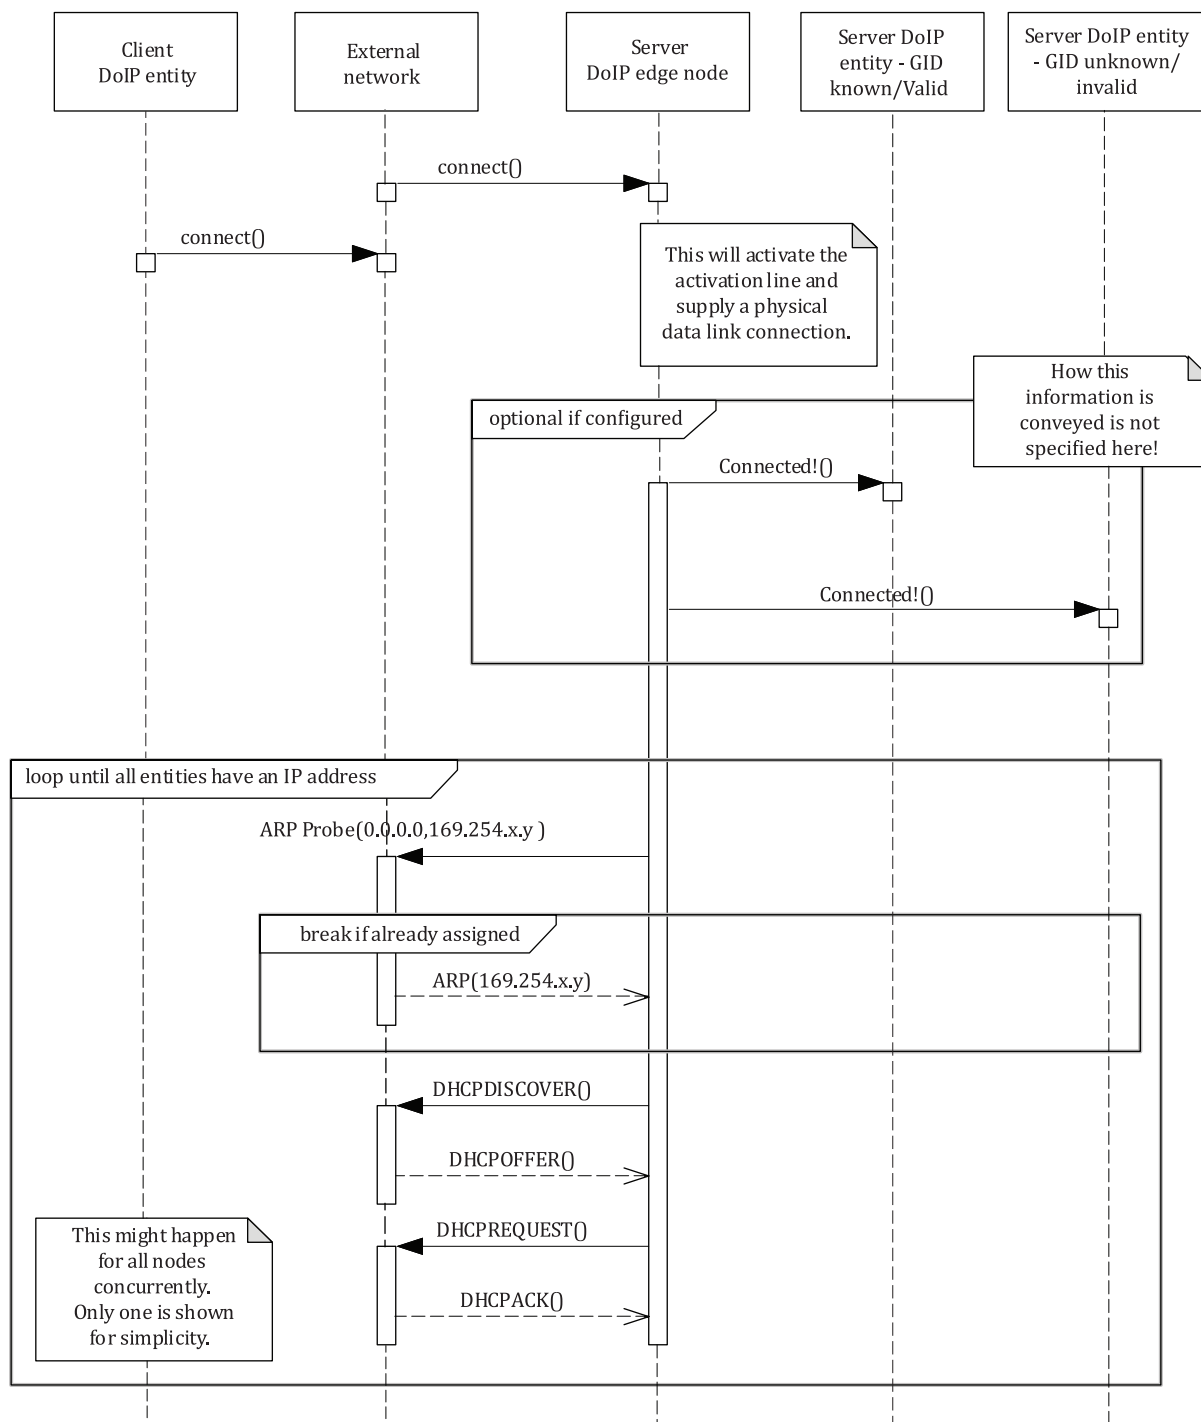 Client
DoIP entity
External
network
Server
DoIP edge node
Server DoIP
entity - GID
known/Valid
Server DoIP entity
- GID unknown/
invalid
connect()
connect()
This will activate the
activation line and
supply a physical
data link connection.
How this
information is
conveyed is not
specified here!
optional if configured
Connected!()
Connected!()
loop until all entities have an IP address
ARP Probe(0.0.0.0,169.254.x.y )
break if already assigned
ARP(169.254.x.y)
DHCPDISCOVER()
DHCPOFFER()
DHCPREQUEST()
DHCPACK()
This might happen
for all nodes
concurrently.
Only one is shown
for simplicity.